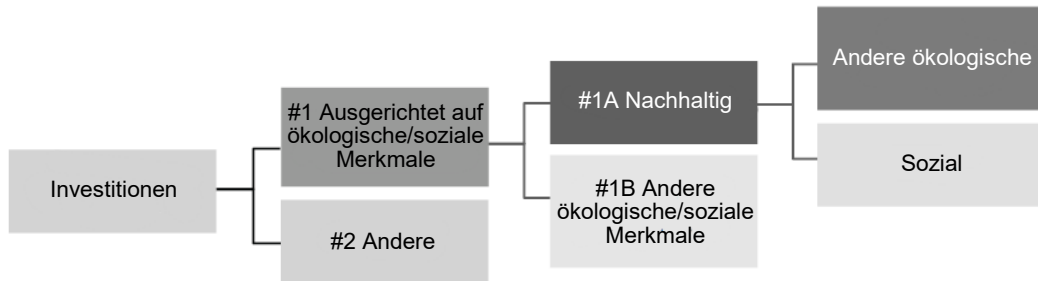 Investitionen
#1 Ausgerichtet auf
ökologische/soziale
Merkmale
#2 Andere
#1A Nachhaltig
#1B Andere
ökologische/soziale
Merkmale
Andere ökologische
Sozial